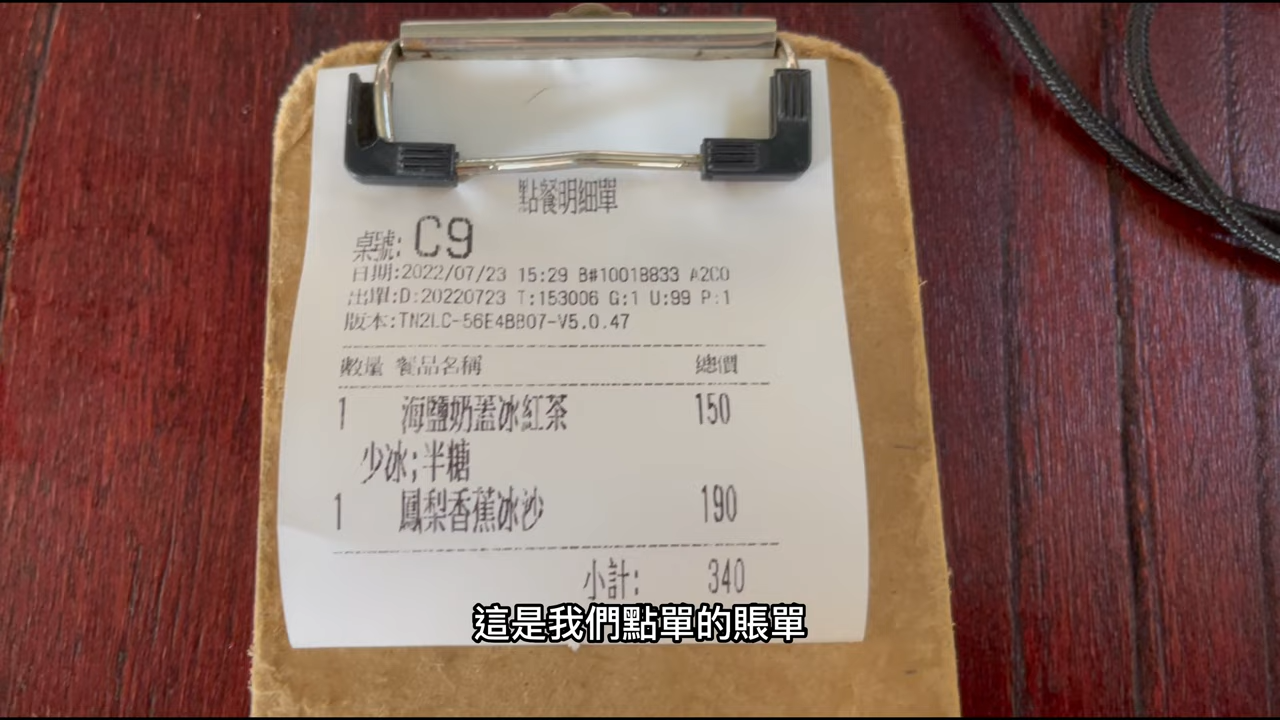 點餐明細單
桌號: C9
日期:2022/07/23 15:29 B#10018833 A2C0
出單:D:20220723 T:153006 G:1 U:99 P:1
版本:TN2LC-56E4BB07-V5.0.47
數量 餐品名稱 總價
1 海鹽奶蓋冰紅茶 150
少冰;半糖
1 鳳梨香蕉冰沙 190
小計: 340
這是我們點單的賬單